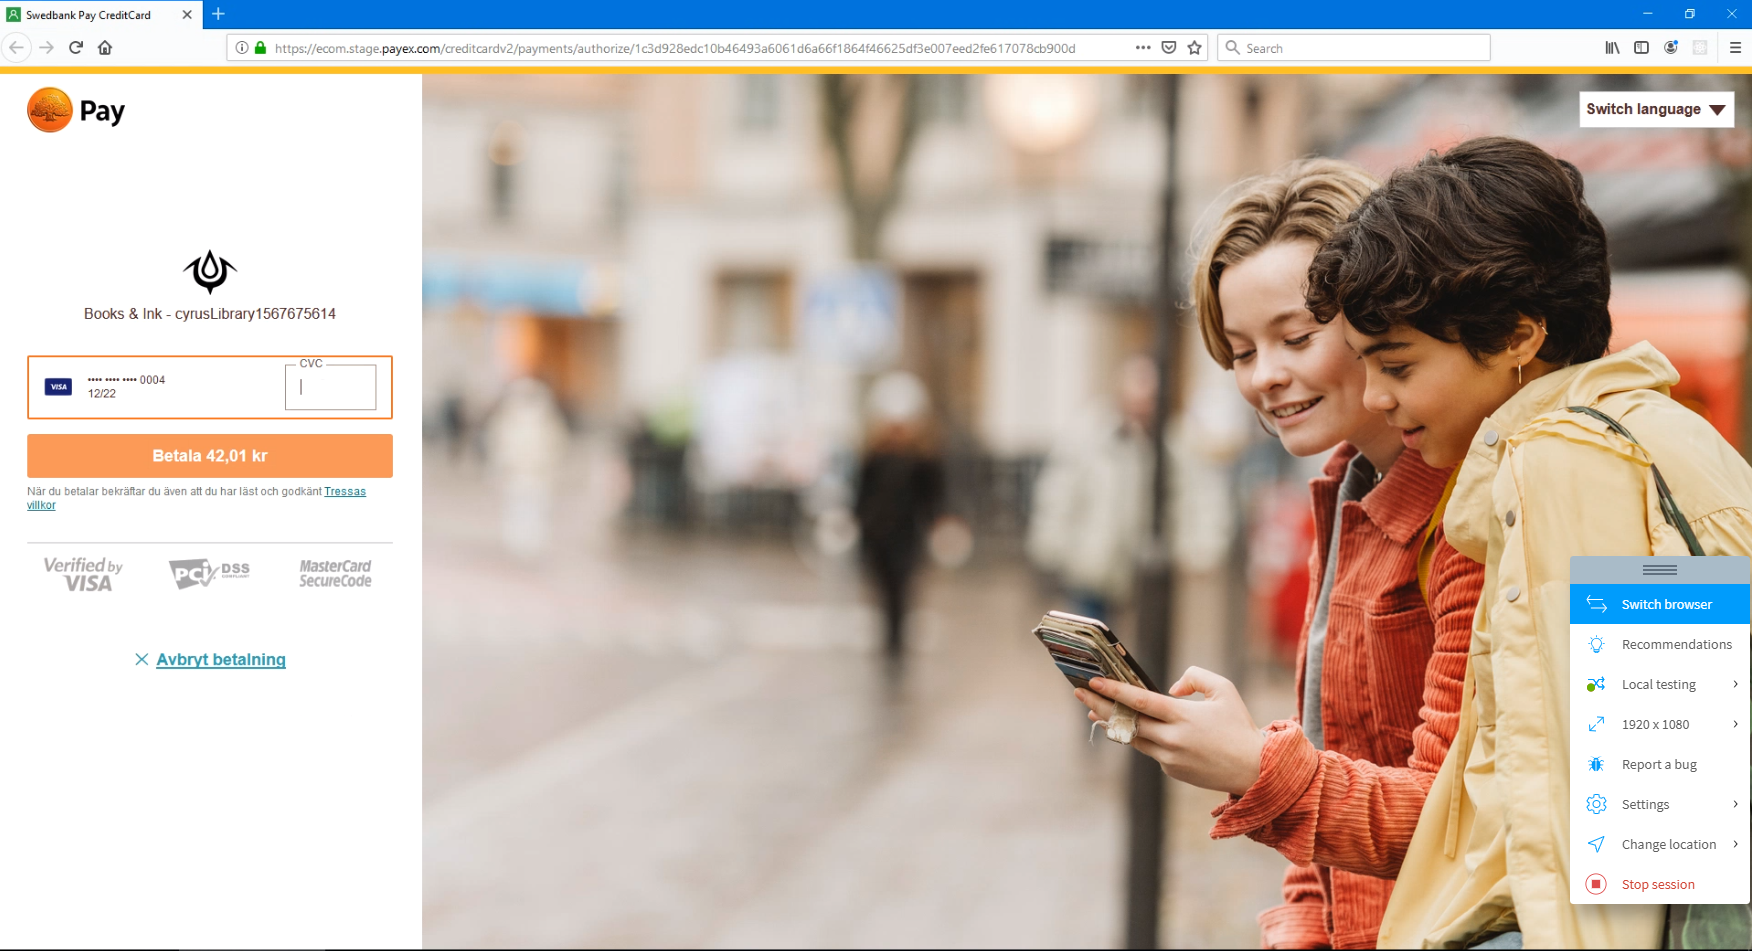 Swedbank Pay CreditCard
https://ecom.stage.payex.com/creditcardv2/payments/authorize/1c3d928edc10b46493a6061d6a66f1864f46625df3e007eed2fe617078cb900d
Search
Pay
Switch language
Books & Ink - cyrusLibrary1567675614
CVC
VISA
•••• •••• •••• 0004
12/22
Betala 42,01 kr
När du betalar bekräftar du även att du har läst och godkänt Tressas
villkor
Verified by
VISA
PCI DSS
COMPLIANT
MasterCard
SecureCode
Avbryt betalning
Switch browser
Recommendations
Local testing
1920 x 1080
Report a bug
Settings
Change location
Stop session